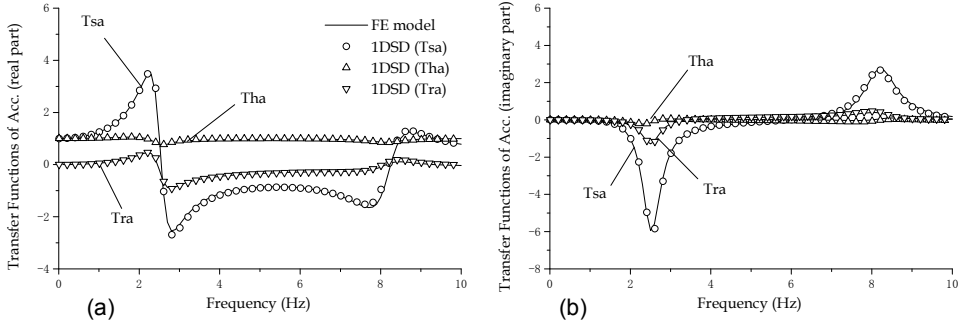 Transfer Functions of Acc. (real part)
6
4
2
0
−2
−4
0
2
4
6
8
10
Frequency (Hz)
(a)
Tsa
Tha
Tra
FE model
1DSD (Tsa)
1DSD (Tha)
1DSD (Tra)
Transfer Functions of Acc. (imaginary part)
6
4
2
0
−2
−4
−6
−8
0
2
4
6
8
10
Frequency (Hz)
(b)
Tha
Tsa
Tra